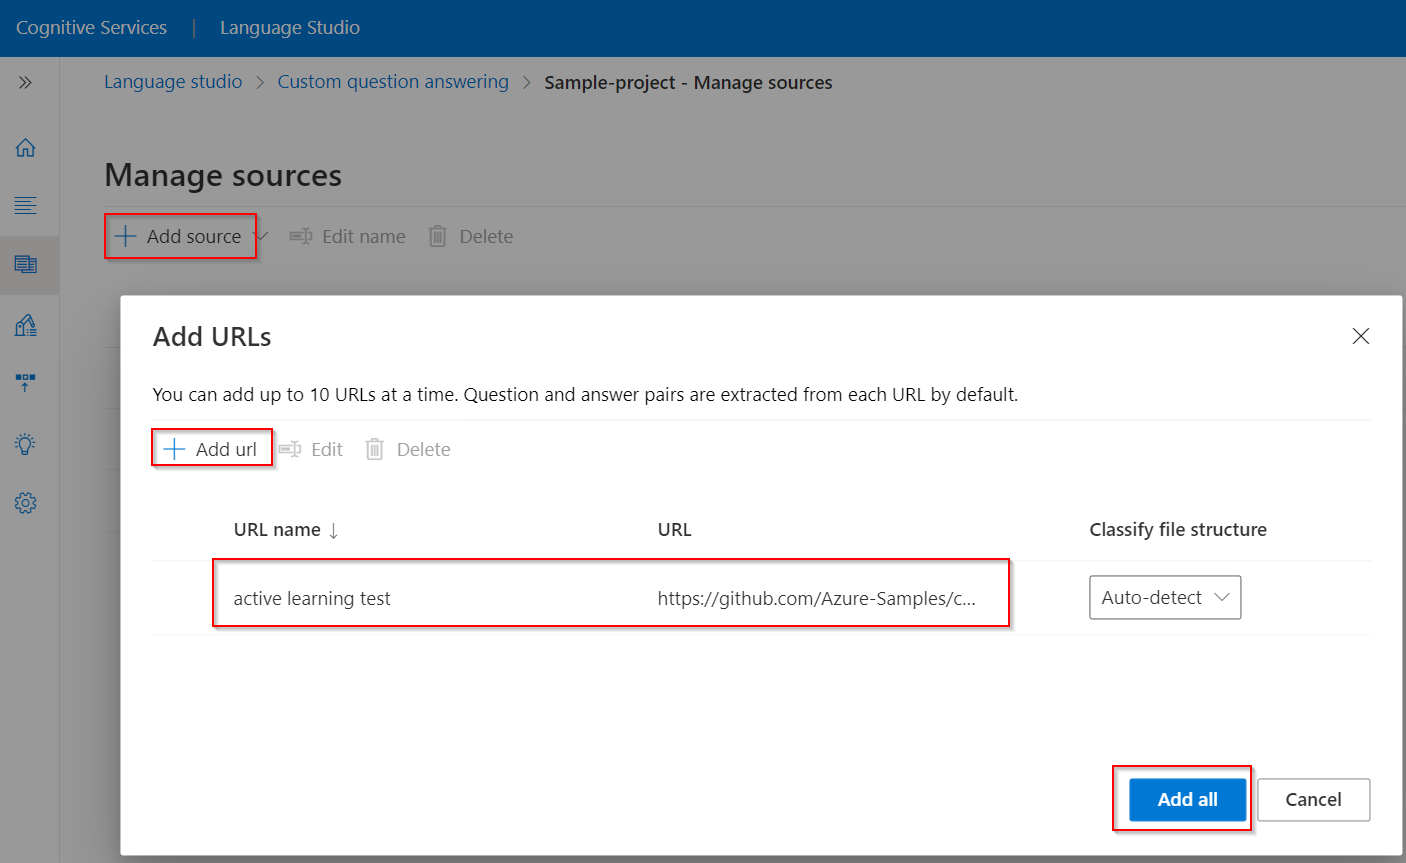 Cognitive Services | Language Studio
Language studio > Custom question answering > Sample-project - Manage sources
Manage sources
Add source Edit name Delete
Add URLs
You can add up to 10 URLs at a time. Question and answer pairs are extracted from each URL by default.
Add url Edit Delete
URL name ↓ URL Classify file structure
active learning test https://github.com/Azure-Samples/c... Auto-detect
Add all Cancel